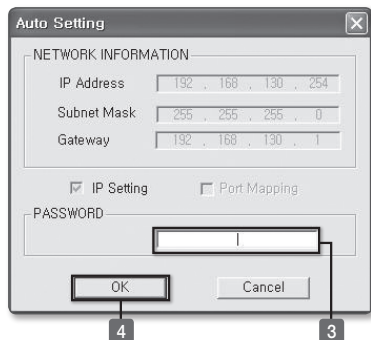 Auto Setting
NETWORK INFORMATION
IP Address 192 . 168 . 130 . 254
Subnet Mask 255 . 255 . 255 . 0
Gateway 192 . 168 . 130 . 1
IP Setting Port Mapping
PASSWORD
OK Cancel
4 3